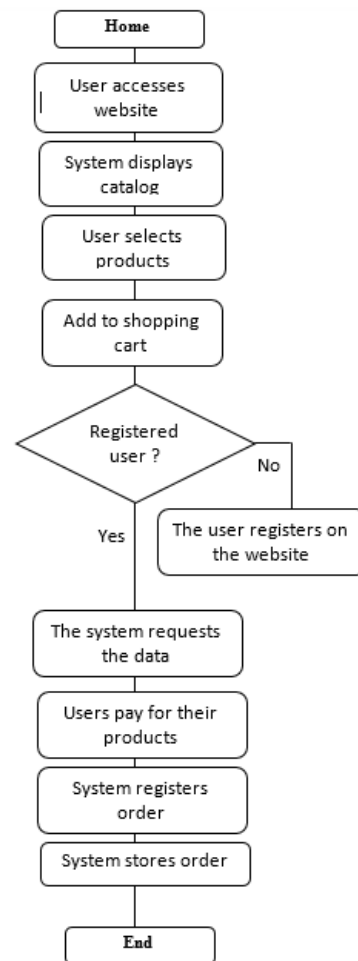 Home
User accesses
website
System displays
catalog
User selects
products
Add to shopping
cart
Registered
user ?
No
Yes
The user registers on
the website
The system requests
the data
Users pay for their
products
System registers
order
System stores order
End